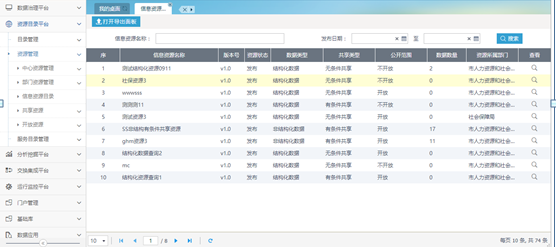 数据治理平台
资源目录平台
目录管理
资源管理
中心资源管理
部门资源管理
信息资源目录
共享资源
开放资源
服务目录管理
分析挖掘平台
交换集成平台
运行监控平台
门户管理
基础库
数据应用
我的桌面 信息资源...
打开评估面板
信息资源名称： 发布日期： 至 搜索
序 信息资源名称 版本号 资源状态 数据类型 共享类型 公开范围 数据数量 资源所属部门 查看
1 测试结构化资源0911 v1.0 发布 结构化数据 无条件共享 不开放 2 市人力资源和社会...
2 社保资源3 v1.0 发布 结构化数据 无条件共享 开放 0 市人力资源和社会...
3 wwwsss v1.0 发布 结构化数据 无条件共享 开放 0 市人力资源和社会...
4 测测测11 v1.0 发布 结构化数据 有条件共享 不开放 0 市人力资源和社会...
5 测试资源3 v1.0 发布 结构化数据 无条件共享 开放 0 社会保障局
6 SS非结构有条件共享资源 v1.0 发布 非结构化数据 有条件共享 开放 17 市人力资源和社会...
7 ghm资源3 v1.0 发布 非结构化数据 有条件共享 开放 11 市人力资源和社会...
8 结构化数据查询2 v1.0 发布 结构化数据 无条件共享 不开放 0 市人力资源和社会...
9 mc v1.0 发布 结构化数据 无条件共享 不开放 0 市人力资源和社会...
10 结构化资源查询1 v1.0 发布 结构化数据 有条件共享 开放 0 市人力资源和社会...
10 1 / 8 每页 10 条, 共 74 条